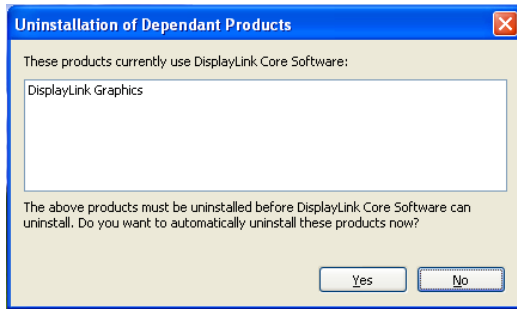 Uninstallation of Dependant Products
These products currently use DisplayLink Core Software:
DisplayLink Graphics
The above products must be uninstalled before DisplayLink Core Software can
uninstall. Do you want to automatically uninstall these products now?
Yes
No